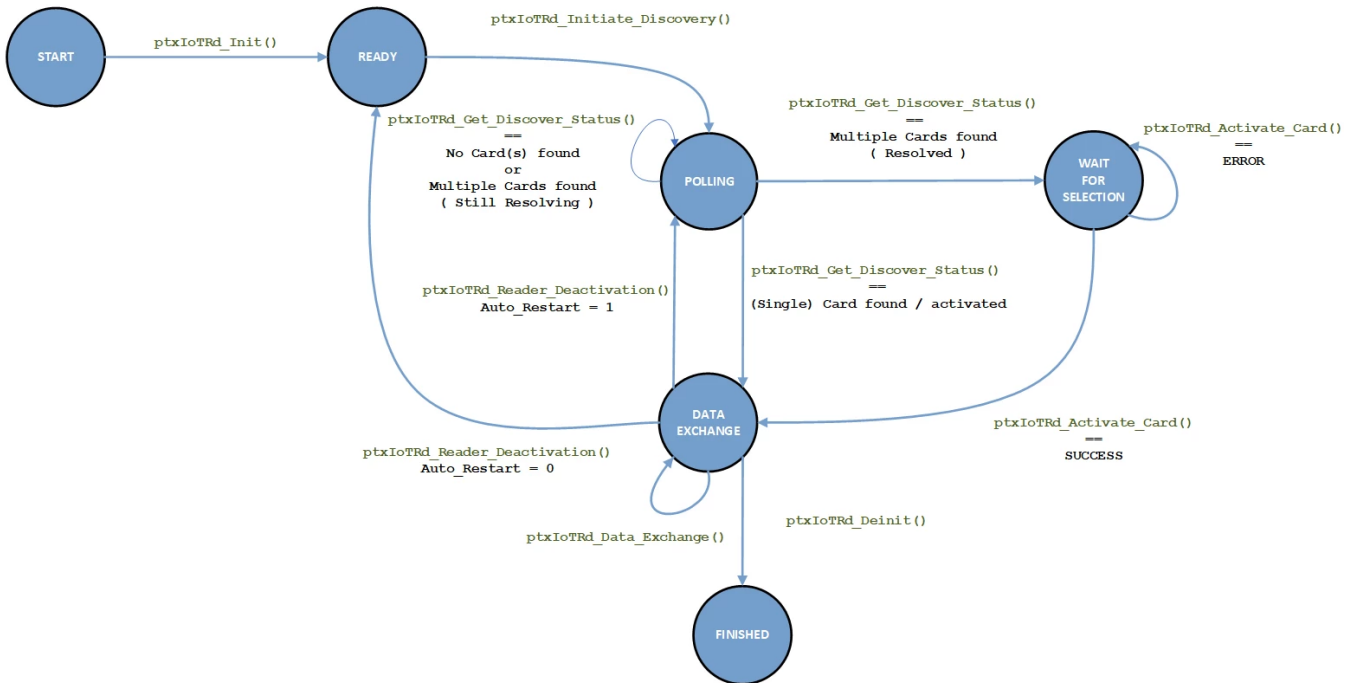 ptxIoTRd_Initiate_Discovery()
ptxIoTRd_Init()
START
READY
ptxIoTRd_Get_Discover_Status()
==
No Card(s) found
or
Multiple Cards found
( Still Resolving )
POLLING
ptxIoTRd_Get_Discover_Status()
==
Multiple Cards found
( Resolved )
WAIT
FOR
SELECTION
ptxIoTRd_Activate_Card()
==
ERROR
ptxIoTRd_Reader_Deactivation()
Auto_Restart = 1
ptxIoTRd_Get_Discover_Status()
==
(Single) Card found / activated
DATA
EXCHANGE
ptxIoTRd_Activate_Card()
==
SUCCESS
ptxIoTRd_Reader_Deactivation()
Auto_Restart = 0
ptxIoTRd_Data_Exchange()
ptxIoTRd_Deinit()
FINISHED